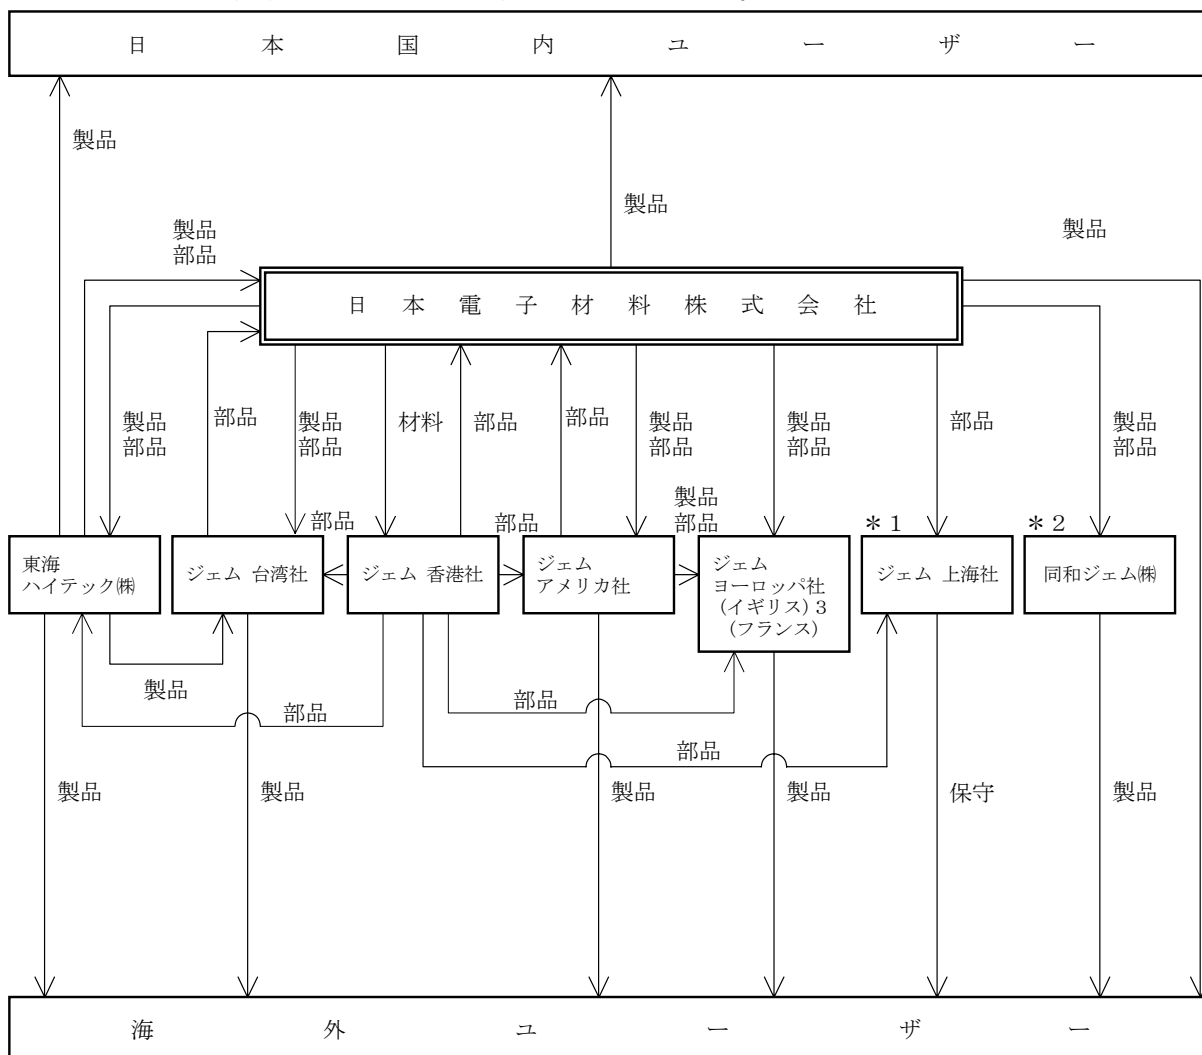 日本国内ユーザー
製品
製品
製品
部品
製品
日本電子材料株式会社
製品
部品
部品
製品
部品
材料
部品
部品
製品
部品
製品
部品
部品
製品
部品
部品
部品
製品
部品
＊1
＊2
東海
ハイテック㈱
ジェム 台湾社
ジェム 香港社
ジェム
アメリカ社
ジェム
ヨーロッパ社
(イギリス) 3
(フランス)
ジェム 上海社
同和ジェム㈱
製品
部品
部品
部品
製品
製品
製品
製品
保守
製品
海外ユーザー